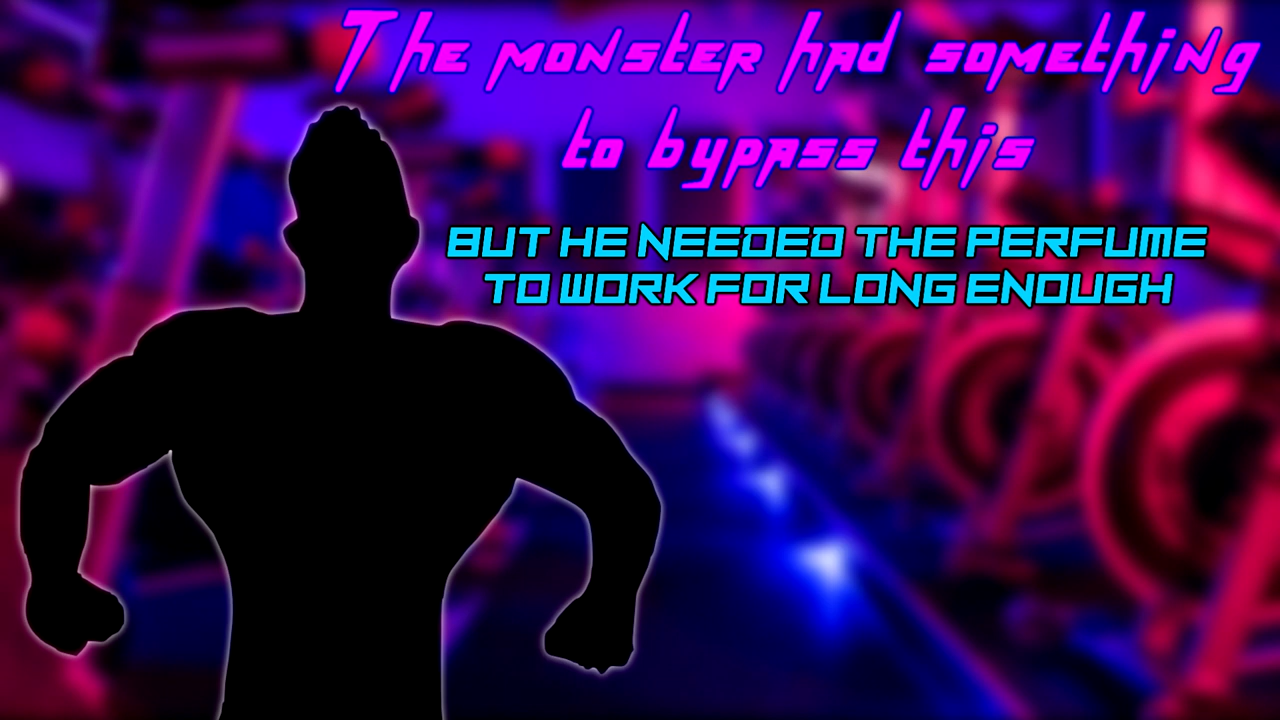 The monster had something
to bypass this
BUT HE NEEDED THE PERFUME
TO WORK FOR LONG ENOUGH